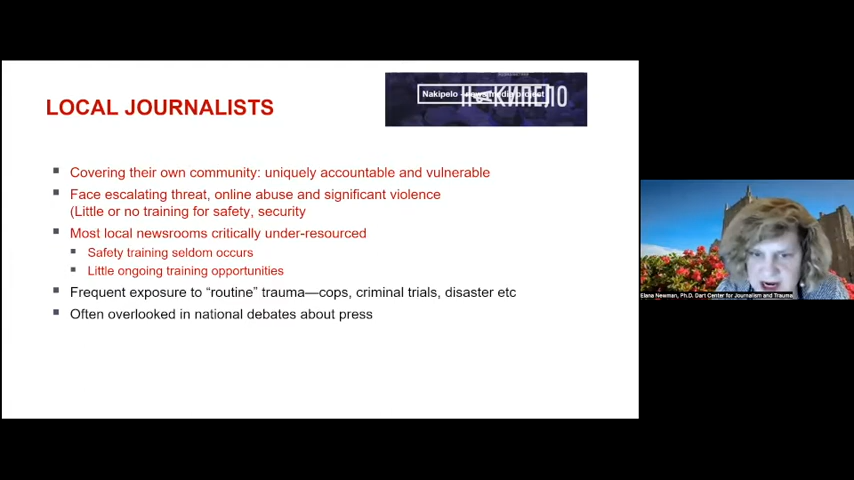 LOCAL JOURNALISTS
Nakipelo
НАКИПЕЛО
Covering their own community: uniquely accountable and vulnerable
Face escalating threat, online abuse and significant violence
(Little or no training for safety, security
Most local newsrooms critically under-resourced
Safety training seldom occurs
Little ongoing training opportunities
Frequent exposure to “routine” trauma—cops, criminal trials, disaster etc
Often overlooked in national debates about press
Elana Newman, Ph.D. Dart Center for Journalism and Trauma